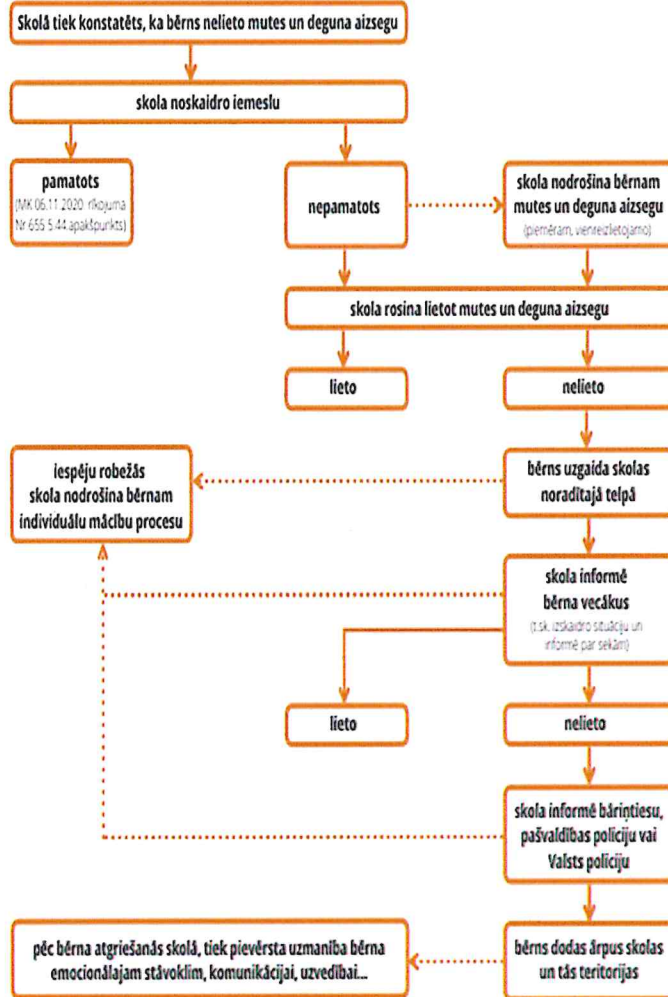 Skolā tiek konstatēts, ka bērns nelieto mutes un deguna aizsegu
skola noskaidro iemeslu
pamatots
(MK 06.11.2020. rīkojuma
Nr.655 5.44.apakšpunkts)
nepamatots
skola nodrošina bērnam
mutes un deguna aizsegu
(piemēram, vienreizlietojamo)
skola rosina lietot mutes un deguna aizsegu
lieto
nelieto
iespēju robežās
skola nodrošina bērnam
individuālu mācību procesu
bērns uzgaida skolas
noradītajā telpā
skola informē
bērna vecākus
(t.sk. izskaidro situāciju un
informē par sekām)
lieto
nelieto
skola informē bāriņtiesu,
pašvaldības policiju vai
Valsts policiju
pēc bērna atgriešanās skolā, tiek pievērsta uzmanība bērna
emocionālajam stāvoklim, komunikācijai, uzvedībai...
bērns dodas ārpus skolas
un tās teritorijas